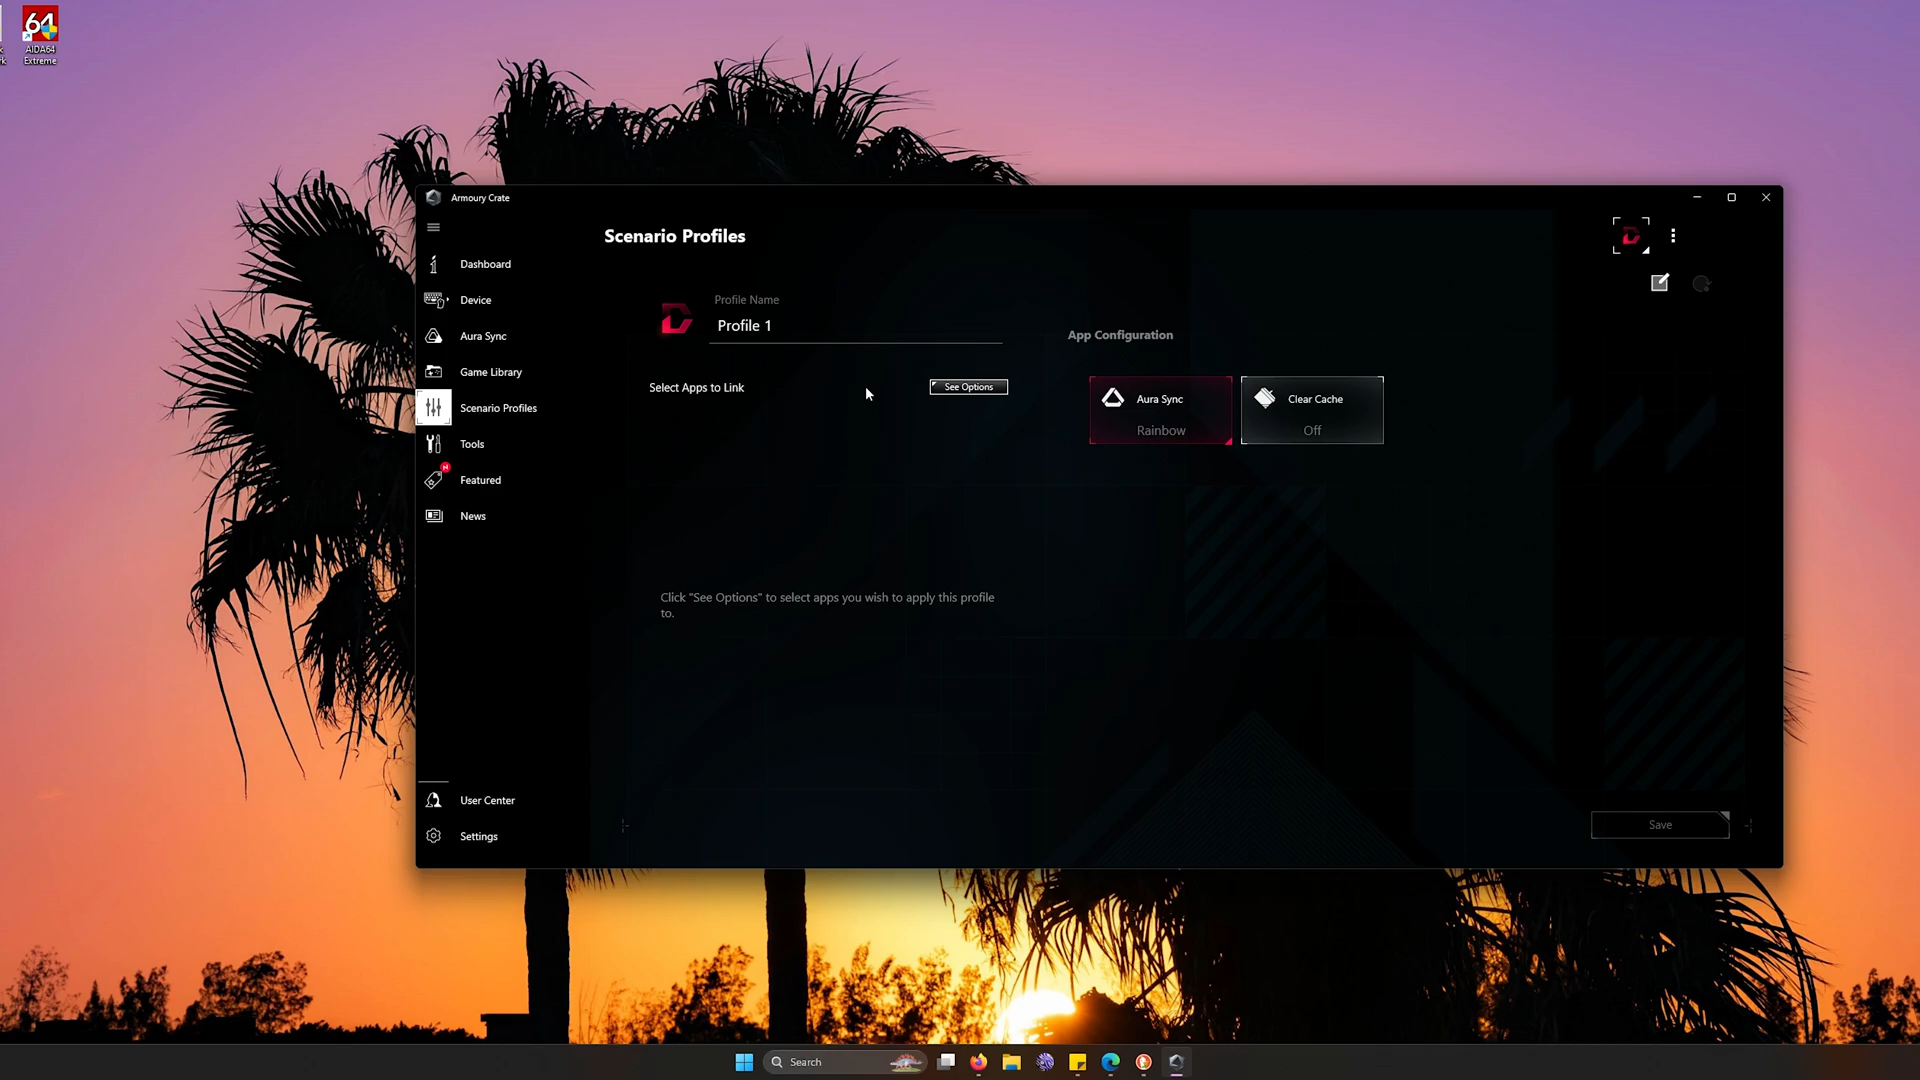 64
AIDA64
Extreme
Armoury Crate
Scenario Profiles
Dashboard
Device
Aura Sync
Game Library
Scenario Profiles
Tools
N
Featured
News
User Center
Settings
Profile Name
Profile 1
Select Apps to Link
See Options
Click "See Options" to select apps you wish to apply this profile
to.
App Configuration
Aura Sync
Rainbow
Clear Cache
Off
Save
Search